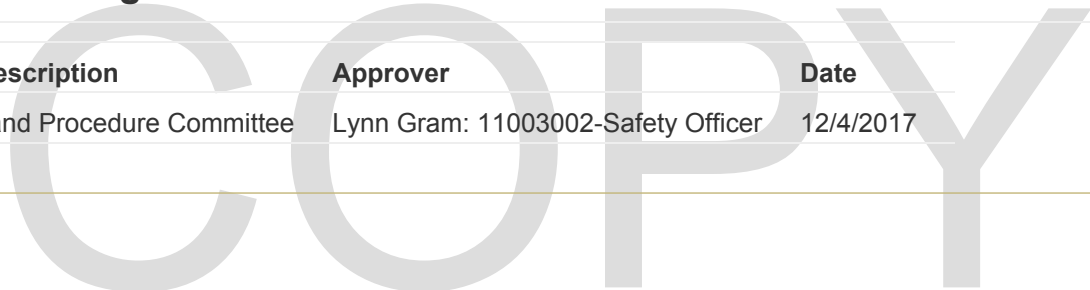 COPY
escription Approver Date
and Procedure Committee Lynn Gram: 11003002-Safety Officer 12/4/2017